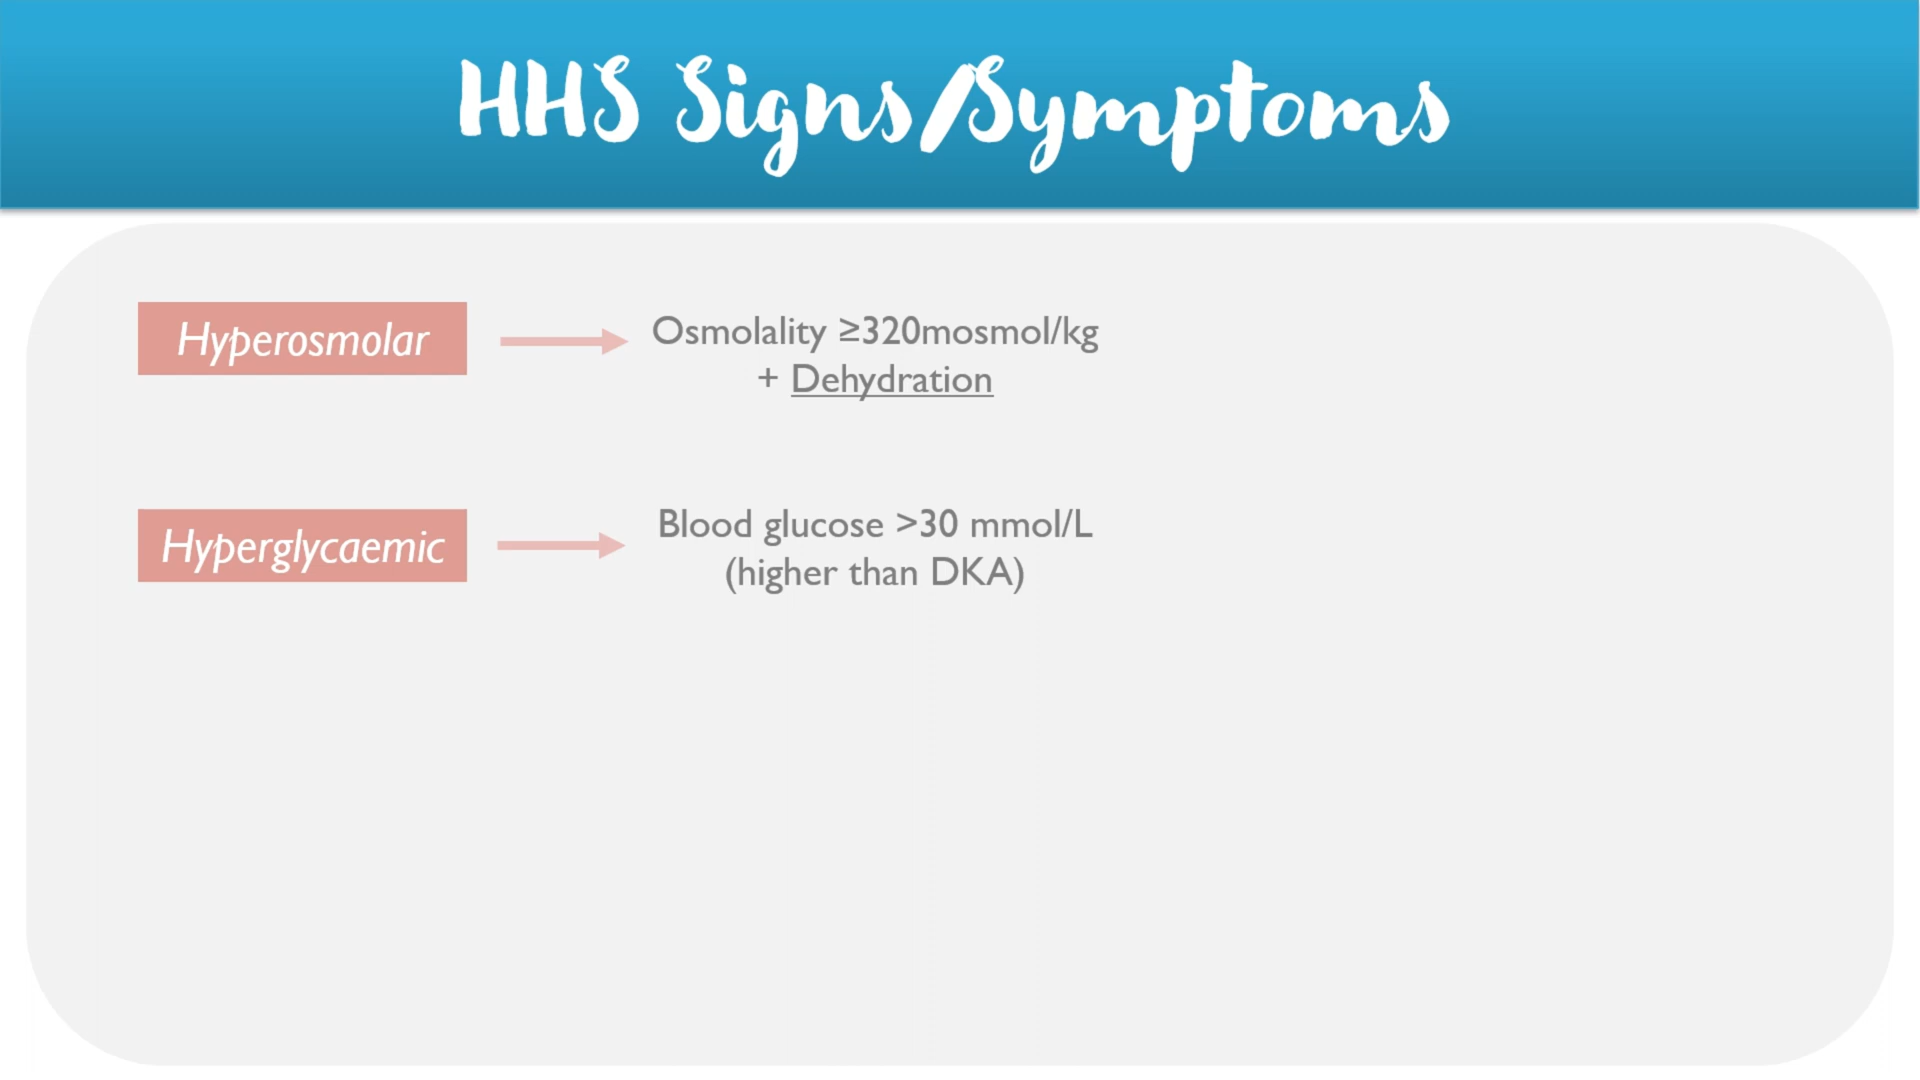 HHS Signs/Symptoms
Hyperosmolar
Osmolality ≥320mosmol/kg
+ Dehydration
Hyperglycaemic
Blood glucose >30 mmol/L
(higher than DKA)